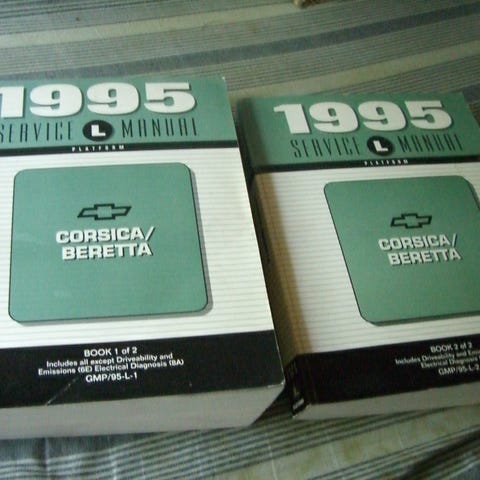 1995
SERVICE L MANUAL
PLATFORM
CORSICA/
BERETTA
BOOK 1 of 2
Includes all except Driveability and
Emissions (6E) Electrical Diagnosis (8A)
GMP/95-L-1
1995
SERVICE L MANUAL
PLATFORM
CORSICA/
BERETTA
BOOK 2 of 2
Includes Driveability and
Electrical Diagnosis
GMP/95-L-2